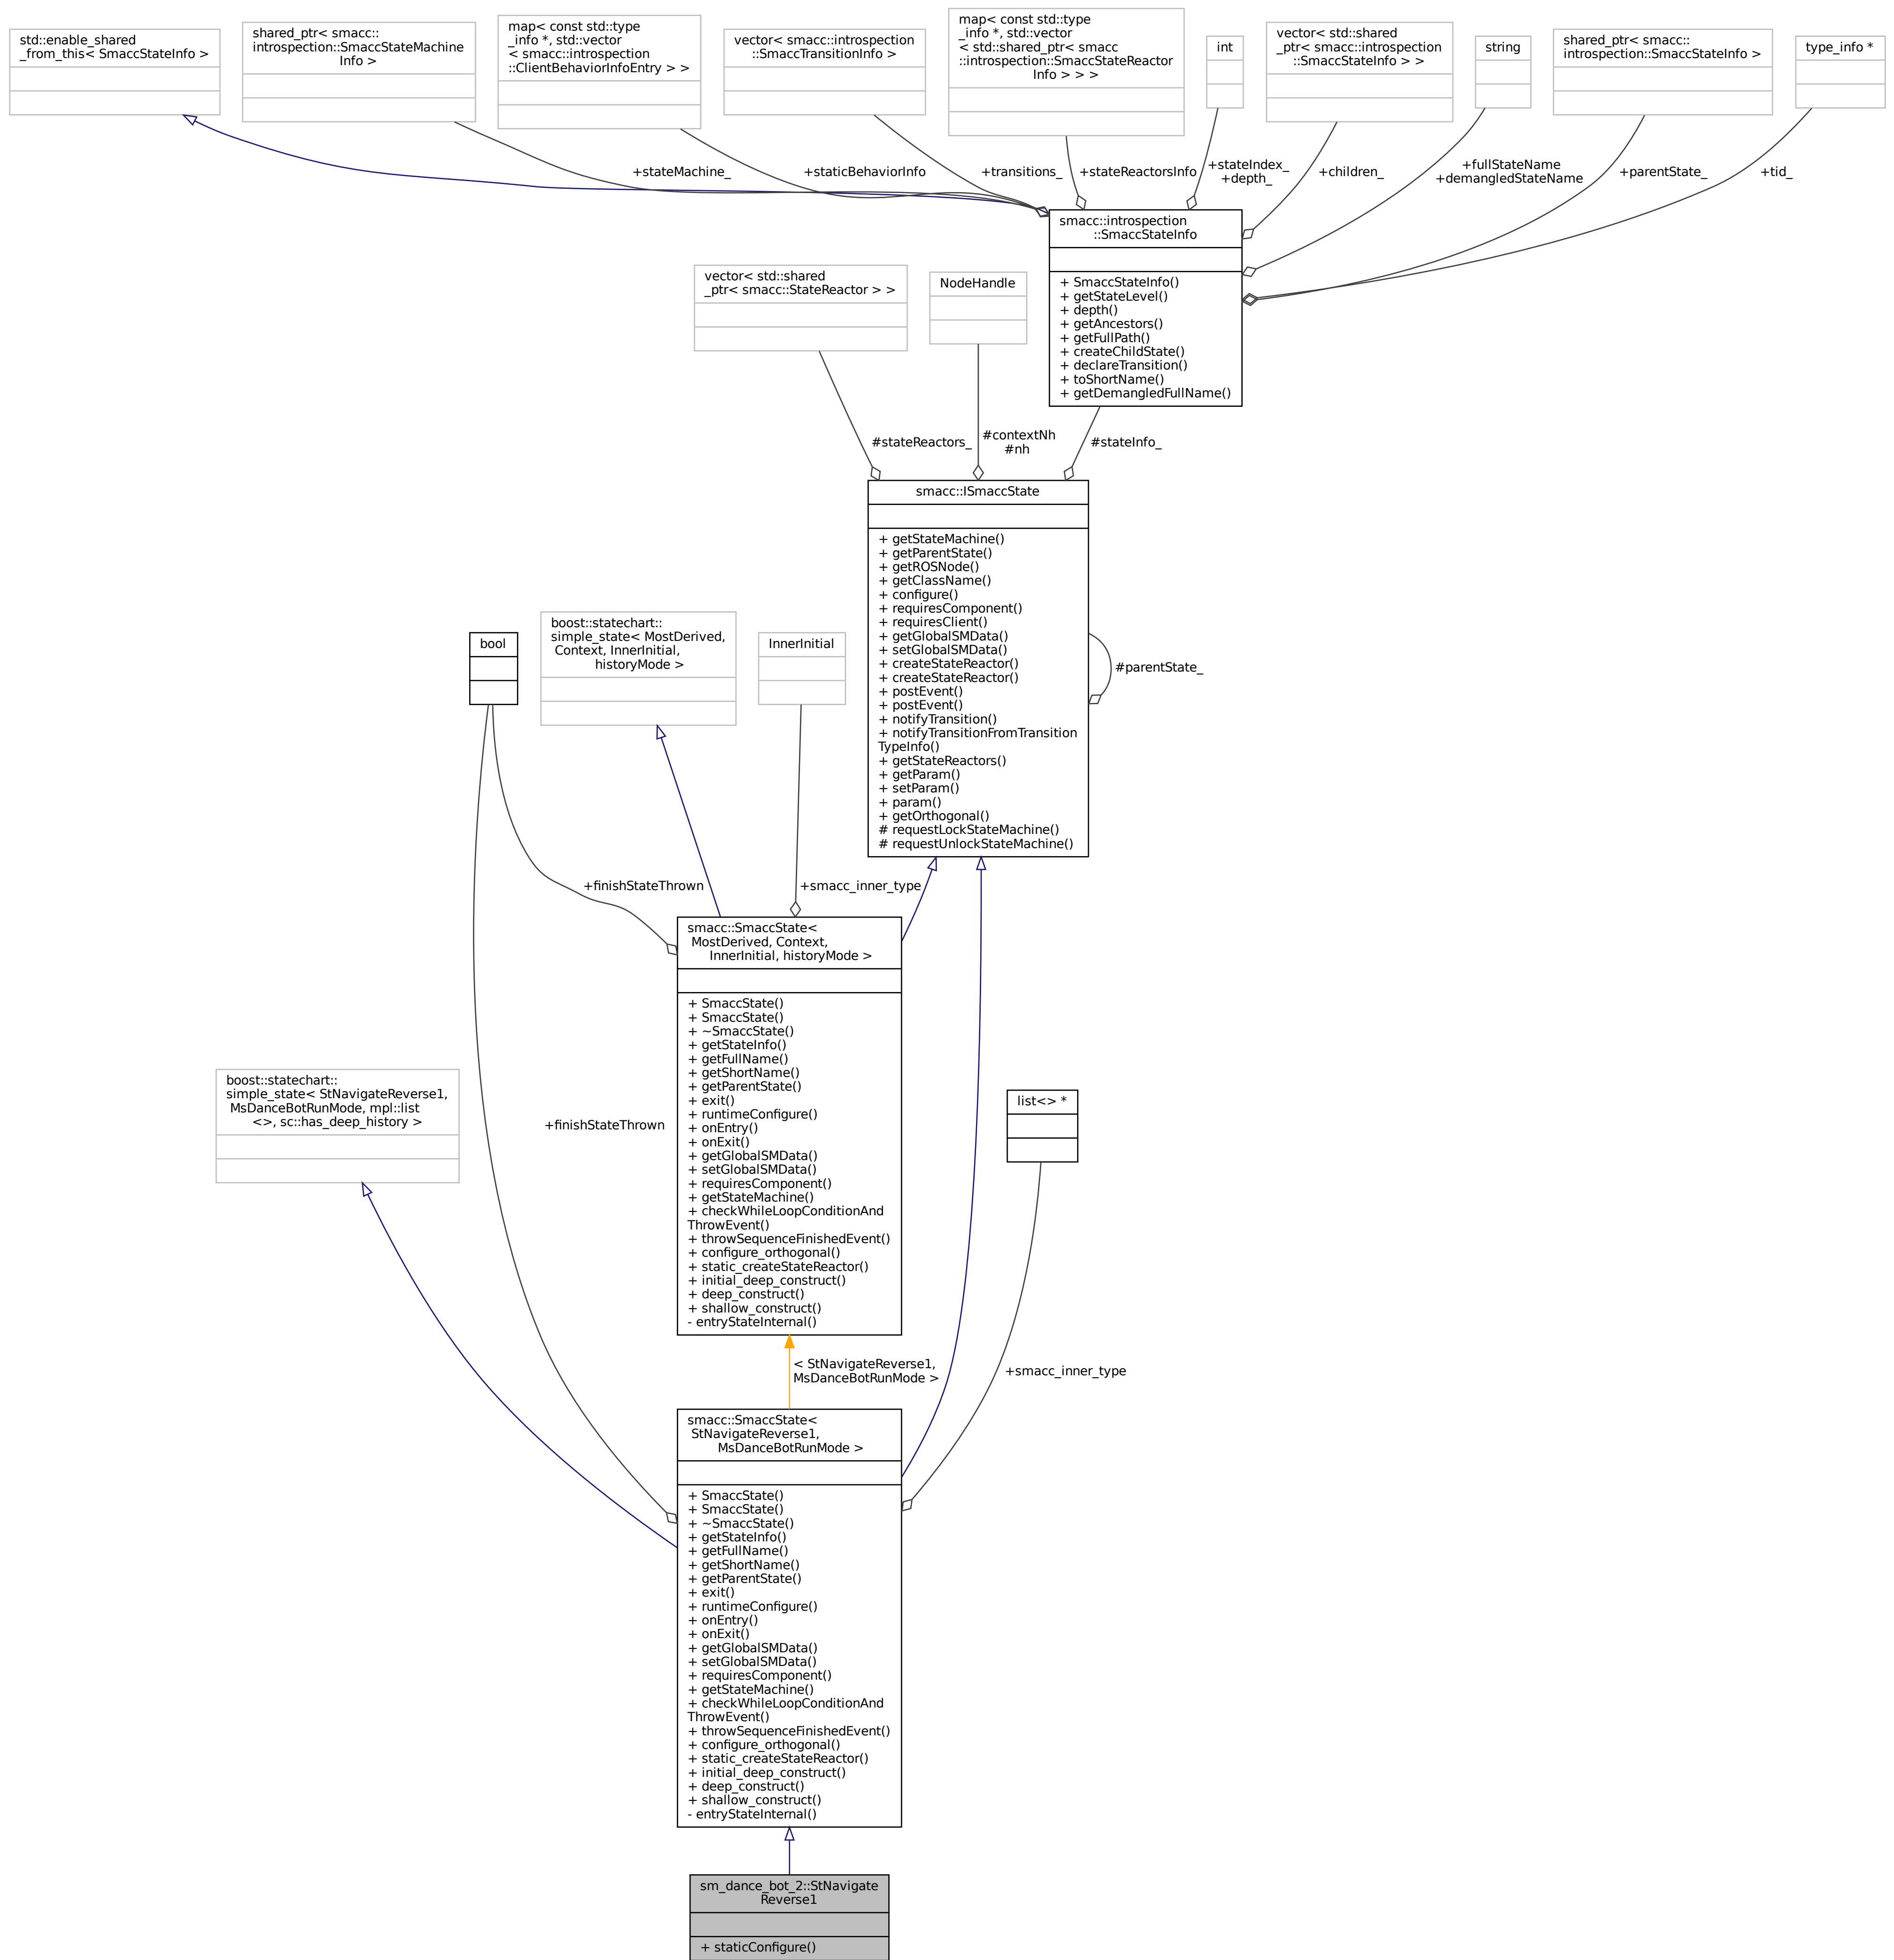 std::enable_shared
_from_this< SmaccStateInfo >
shared_ptr< smacc::
introspection::SmaccStateMachine
Info >
map< const std::type
_info *, std::vector
< smacc::introspection
::ClientBehaviorInfoEntry > >
vector< smacc::introspection
::SmaccTransitionInfo >
map< const std::type
_info *, std::vector
< std::shared_ptr< smacc
::introspection::SmaccStateReactor
Info > > >
int
vector< std::shared
_ptr< smacc::introspection
::SmaccStateInfo > >
string
shared_ptr< smacc::
introspection::SmaccStateInfo >
type_info *
+stateMachine_
+staticBehaviorInfo
+transitions_
+stateReactorsInfo
+stateIndex_
+depth_
+children_
+fullStateName
+demangledStateName
+parentState_
+tid_
smacc::introspection
::SmaccStateInfo
+ SmaccStateInfo()
+ getStateLevel()
+ depth()
+ getAncestors()
+ getFullPath()
+ createChildState()
+ declareTransition()
+ toShortName()
+ getDemangledFullName()
vector< std::shared
_ptr< smacc::StateReactor > >
NodeHandle
#stateReactors_
#contextNh
#nh
#stateInfo_
smacc::ISmaccState
+ getStateMachine()
+ getParentState()
+ getROSNode()
+ getClassName()
+ configure()
+ requiresComponent()
+ requiresClient()
+ getGlobalSMData()
+ setGlobalSMData()
+ createStateReactor()
+ createStateReactor()
+ postEvent()
+ postEvent()
+ notifyTransition()
+ notifyTransitionFromTransition
TypeInfo()
+ getStateReactors()
+ getParam()
+ setParam()
+ param()
+ getOrthogonal()
# requestLockStateMachine()
# requestUnlockStateMachine()
#parentState_
bool
boost::statechart::
simple_state< MostDerived,
Context, InnerInitial,
historyMode >
InnerInitial
+finishStateThrown
+smacc_inner_type
smacc::SmaccState<
MostDerived, Context,
InnerInitial, historyMode >
+ SmaccState()
+ SmaccState()
+ ~SmaccState()
+ getStateInfo()
+ getFullName()
+ getShortName()
+ getParentState()
+ exit()
+ runtimeConfigure()
+ onEntry()
+ onExit()
+ getGlobalSMData()
+ setGlobalSMData()
+ requiresComponent()
+ getStateMachine()
+ checkWhileLoopConditionAnd
ThrowEvent()
+ throwSequenceFinishedEvent()
+ configure_orthogonal()
+ static_createStateReactor()
+ initial_deep_construct()
+ deep_construct()
+ shallow_construct()
- entryStateInternal()
boost::statechart::
simple_state< StNavigateReverse1,
MsDanceBotRunMode, mpl::list
<>, sc::has_deep_history >
+finishStateThrown
list<> *
< StNavigateReverse1,
MsDanceBotRunMode >
+smacc_inner_type
smacc::SmaccState<
StNavigateReverse1,
MsDanceBotRunMode >
+ SmaccState()
+ SmaccState()
+ ~SmaccState()
+ getStateInfo()
+ getFullName()
+ getShortName()
+ getParentState()
+ exit()
+ runtimeConfigure()
+ onEntry()
+ onExit()
+ getGlobalSMData()
+ setGlobalSMData()
+ requiresComponent()
+ getStateMachine()
+ checkWhileLoopConditionAnd
ThrowEvent()
+ throwSequenceFinishedEvent()
+ configure_orthogonal()
+ static_createStateReactor()
+ initial_deep_construct()
+ deep_construct()
+ shallow_construct()
- entryStateInternal()
sm_dance_bot_2::StNavigate
Reverse1
+ staticConfigure()